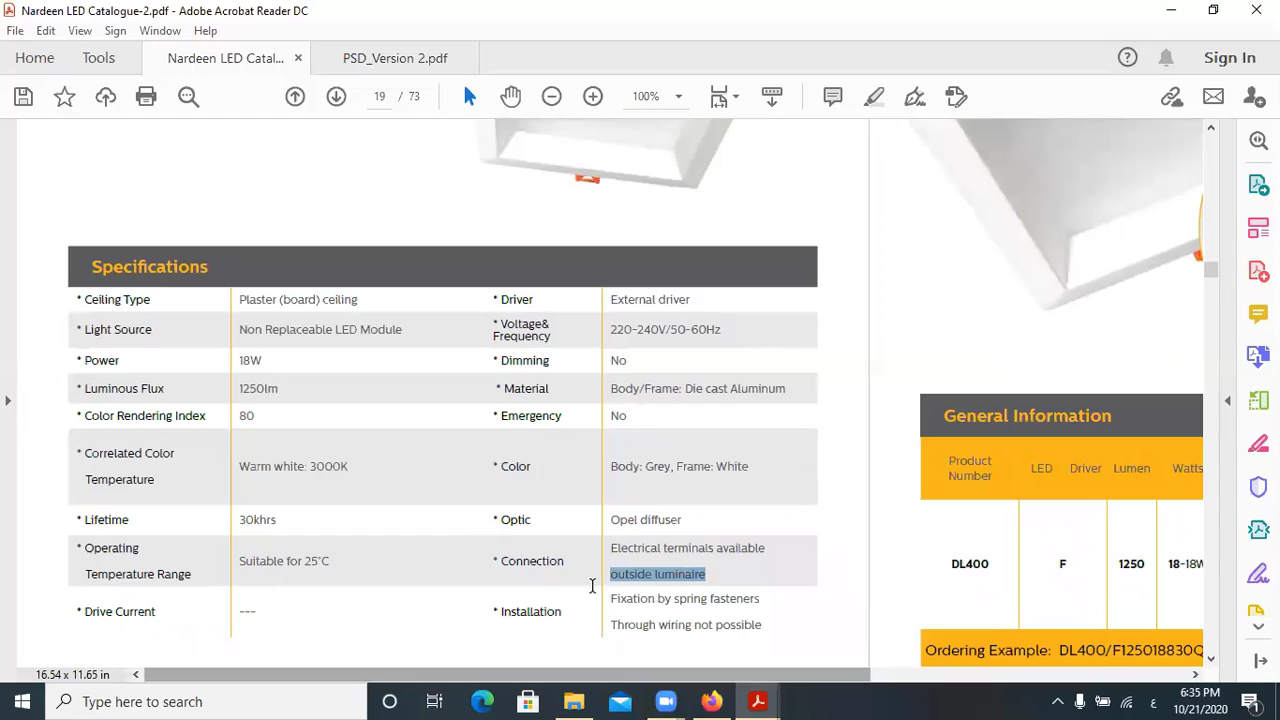 Nardeen LED Catalogue-2.pdf - Adobe Acrobat Reader DC
File Edit View Sign Window Help
Home Tools Nardeen LED Catal... × PSD_Version 2.pdf Sign In
19 / 73 100%
Specifications
* Ceiling Type Plaster (board) ceiling * Driver External driver
* Light Source Non Replaceable LED Module * Voltage& Frequency 220-240V/50-60Hz
* Power 18W * Dimming No
* Luminous Flux 1250lm * Material Body/Frame: Die cast Aluminum
* Color Rendering Index 80 * Emergency No
* Correlated Color Temperature Warm white: 3000K * Color Body: Grey, Frame: White
* Lifetime 30khrs * Optic Opel diffuser
* Operating Temperature Range Suitable for 25°C * Connection Electrical terminals available
outside luminaire
* Drive Current --- * Installation Fixation by spring fasteners
Through wiring not possible
General Information
Product Number LED Driver Lumen Watts
DL400 F 1250 18-18W
Ordering Example: DL400/F125018830Q
16.54 x 11.65 in
Type here to search
6:35 PM
10/21/2020
ع
1